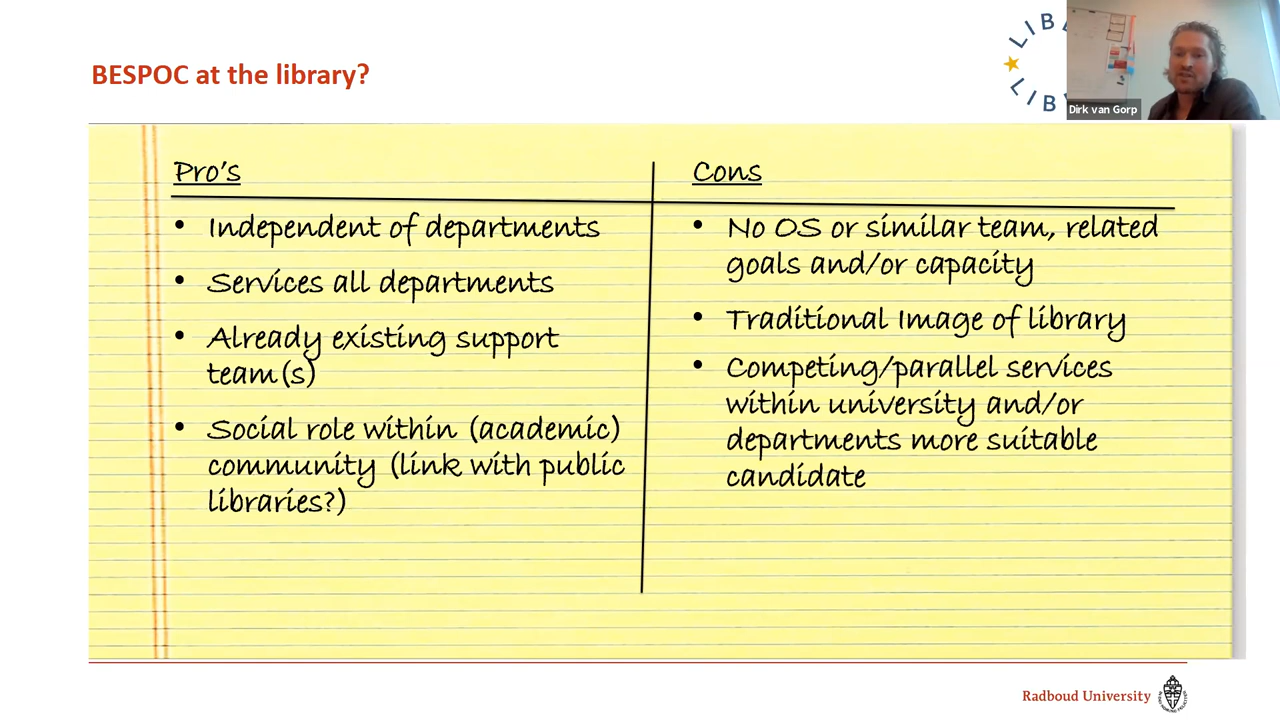 BESPOC at the library?
LIBE
LIB
Dirk van Gorp
Pro's
• Independent of departments
• Services all departments
• Already existing support
team(s)
• Social role within (academic)
community (link with public
libraries?)
Cons
• No OS or similar team, related
goals and/or capacity
• Traditional Image of library
• Competing/parallel services
within university and/or
departments more suitable
candidate
Radboud University